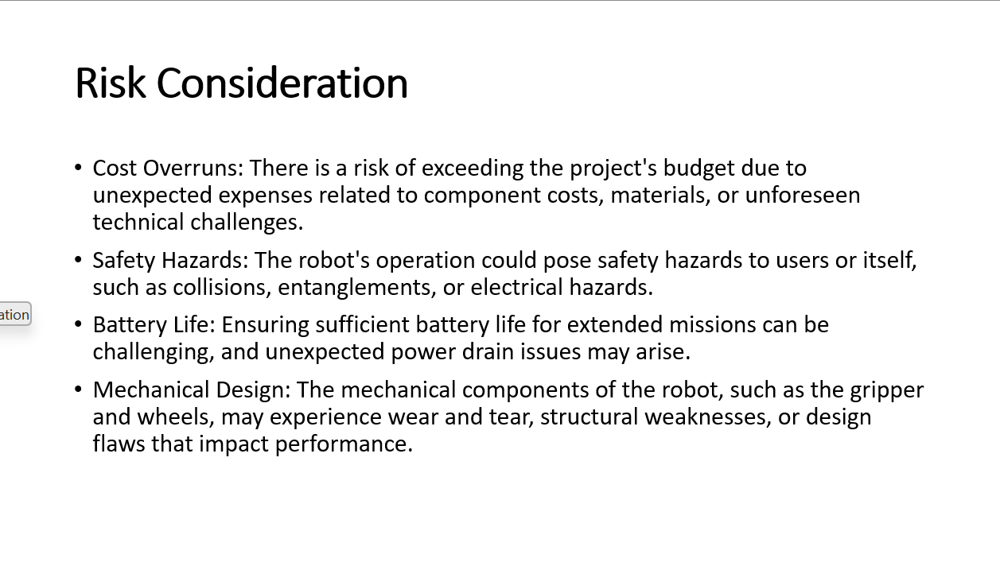 Risk Consideration
• Cost Overruns: There is a risk of exceeding the project's budget due to
unexpected expenses related to component costs, materials, or unforeseen
technical challenges.
• Safety Hazards: The robot's operation could pose safety hazards to users or itself,
such as collisions, entanglements, or electrical hazards.
ation
• Battery Life: Ensuring sufficient battery life for extended missions can be
challenging, and unexpected power drain issues may arise.
• Mechanical Design: The mechanical components of the robot, such as the gripper
and wheels, may experience wear and tear, structural weaknesses, or design
flaws that impact performance.